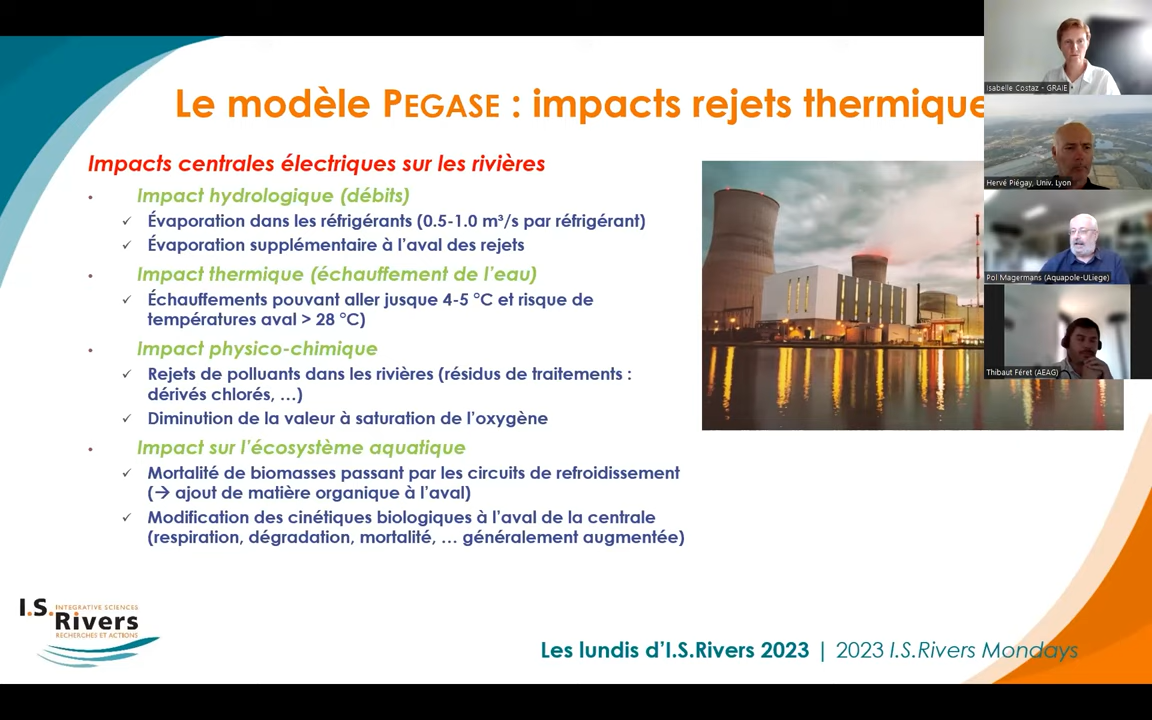 Le modèle PEGASE : impacts rejets thermique
Impacts centrales électriques sur les rivières
• Impact hydrologique (débits)
✓ Évaporation dans les réfrigérants (0.5-1.0 m³/s par réfrigérant)
✓ Évaporation supplémentaire à l’aval des rejets
• Impact thermique (échauffement de l’eau)
✓ Échauffements pouvant aller jusque 4-5 °C et risque de
températures aval > 28 °C)
• Impact physico-chimique
✓ Rejets de polluants dans les rivières (résidus de traitements :
dérivés chlorés, …)
✓ Diminution de la valeur à saturation de l’oxygène
• Impact sur l’écosystème aquatique
✓ Mortalité de biomasses passant par les circuits de refroidissement
(→ ajout de matière organique à l’aval)
✓ Modification des cinétiques biologiques à l’aval de la centrale
(respiration, dégradation, mortalité, … généralement augmentée)
Isabelle Costaz - GRAIE
Hervé Piégay, Univ. Lyon
Pol Magermans (Aquapole-ULiege)
Thibaut Féret (AEAG)
I.S. INTEGRATIVE SCIENCES
Rivers
RECHERCHES ET ACTIONS
Les lundis d’I.S.Rivers 2023 | 2023 I.S.Rivers Mondays